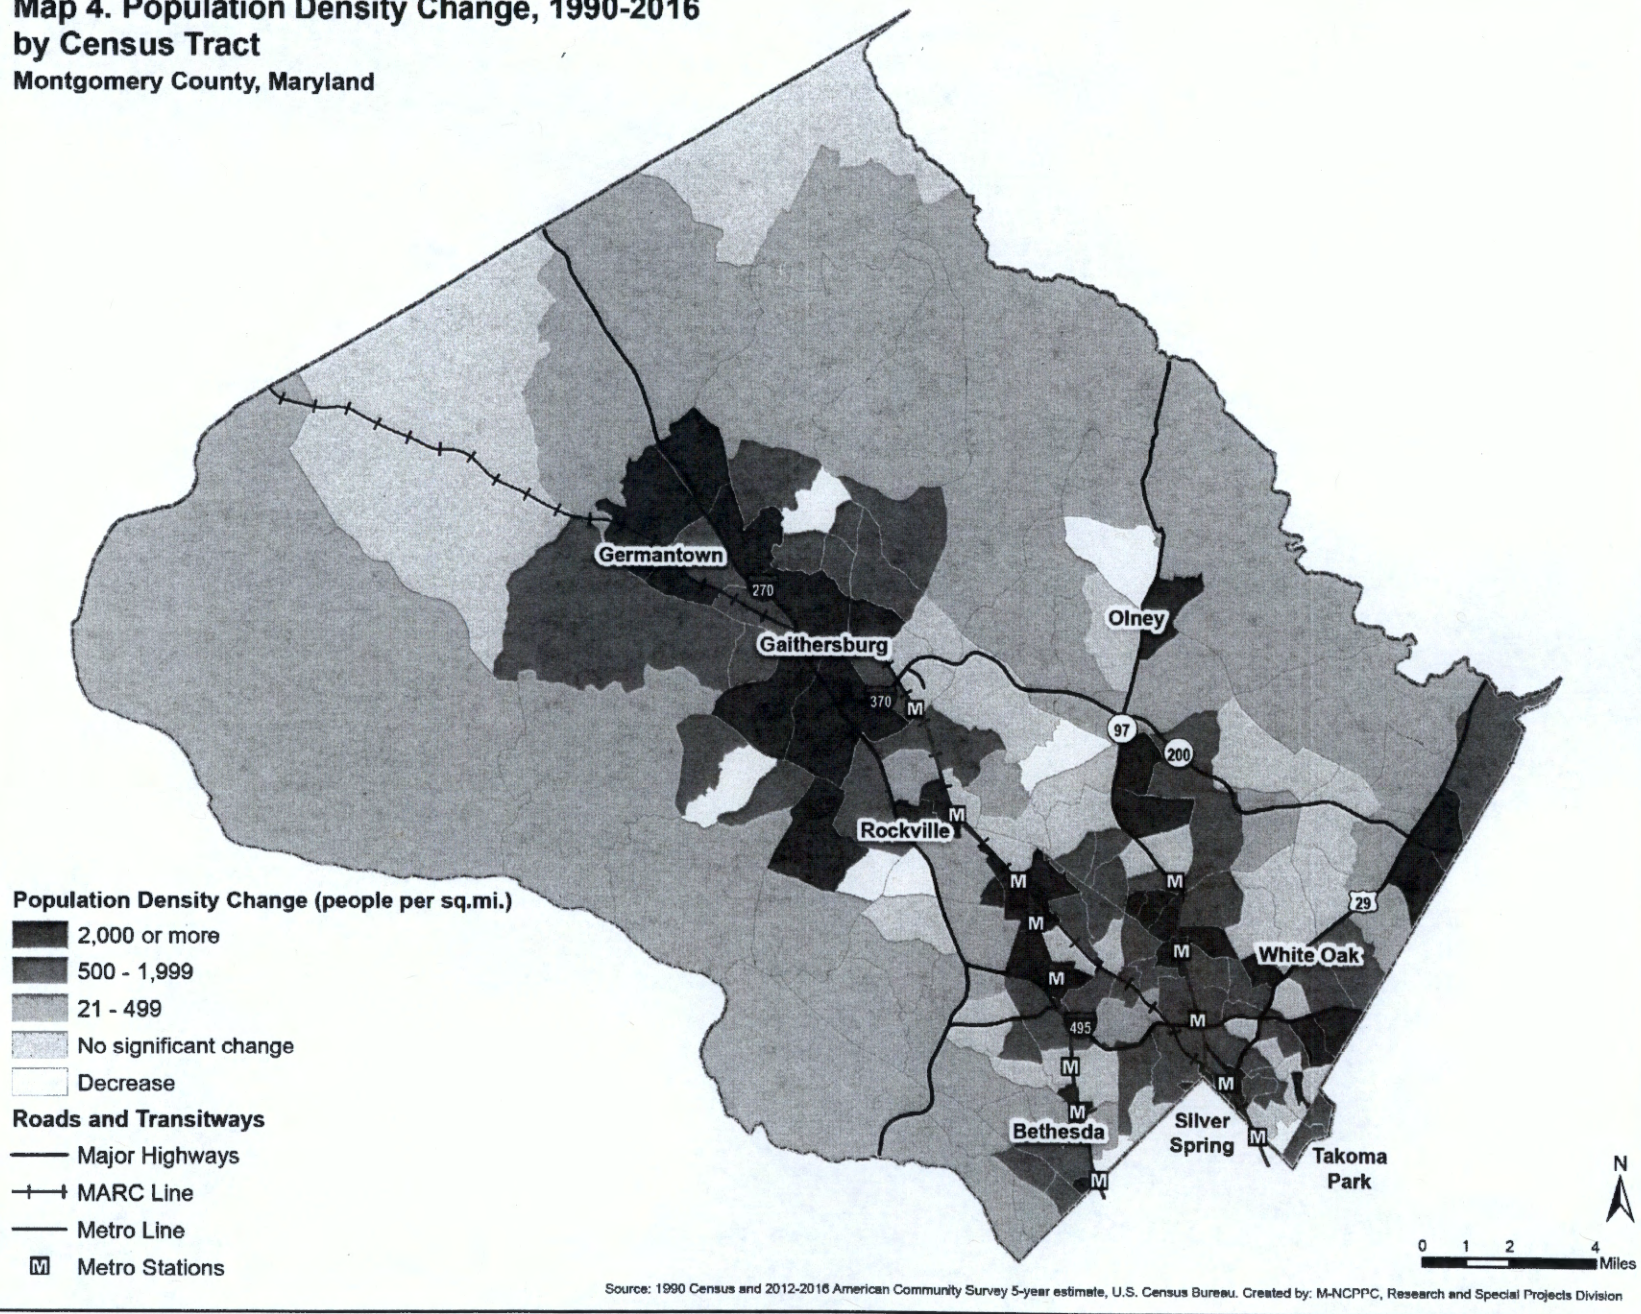 Map 4. Population Density Change, 1990-2016
by Census Tract
Montgomery County, Maryland
Germantown
270
Gaithersburg
370
M
Olney
97
200
Rockville
M
M
M
M
M
M
29
White Oak
495
M
M
M
M
Bethesda
Silver
Spring
M
M
Takoma
Park
Population Density Change (people per sq.mi.)
2,000 or more
500 - 1,999
21 - 499
No significant change
Decrease
Roads and Transitways
Major Highways
MARC Line
Metro Line
M Metro Stations
N
0 1 2 4
Miles
Source: 1990 Census and 2012-2016 American Community Survey 5-year estimate, U.S. Census Bureau. Created by: M-NCPPC, Research and Special Projects Division